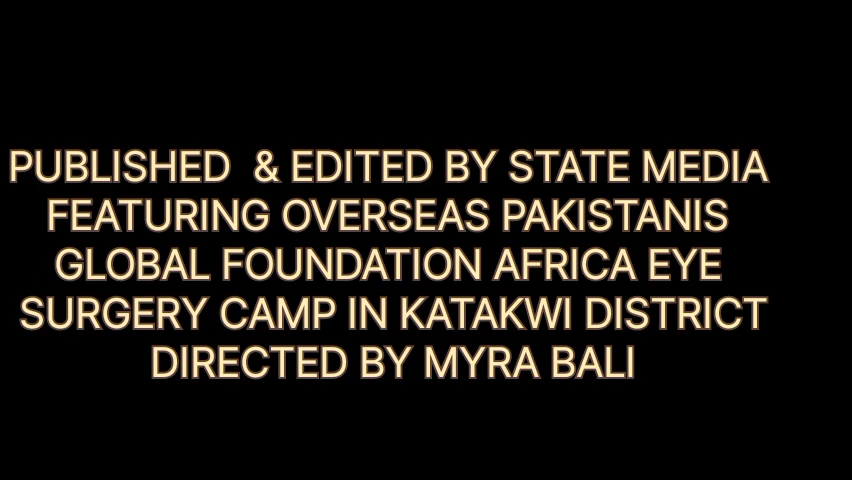 PUBLISHED  & EDITED BY STATE MEDIA
FEATURING OVERSEAS PAKISTANIS
GLOBAL FOUNDATION AFRICA EYE
SURGERY CAMP IN KATAKWI DISTRICT
DIRECTED BY MYRA BALI